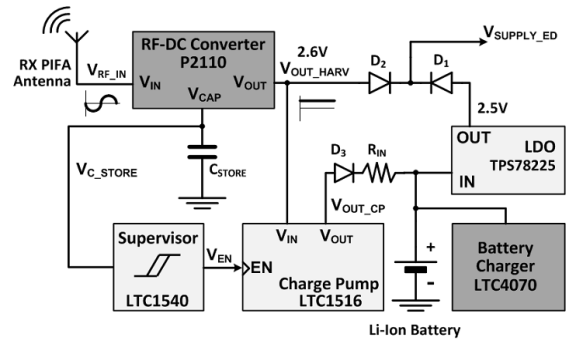 RX PIFA
Antenna
V_RF_IN
RF-DC Converter
P2110
V_IN
V_OUT
V_CAP
2.6V
V_OUT_HARV
D_2
D_1
V_SUPPLY_ED
2.5V
OUT
LDO
TPS78225
IN
C_STORE
V_C_STORE
D_3
R_IN
V_OUT_CP
Supervisor
LTC1540
V_EN
V_IN
V_OUT
EN
Charge Pump
LTC1516
+
-
Li-Ion Battery
Battery
Charger
LTC4070